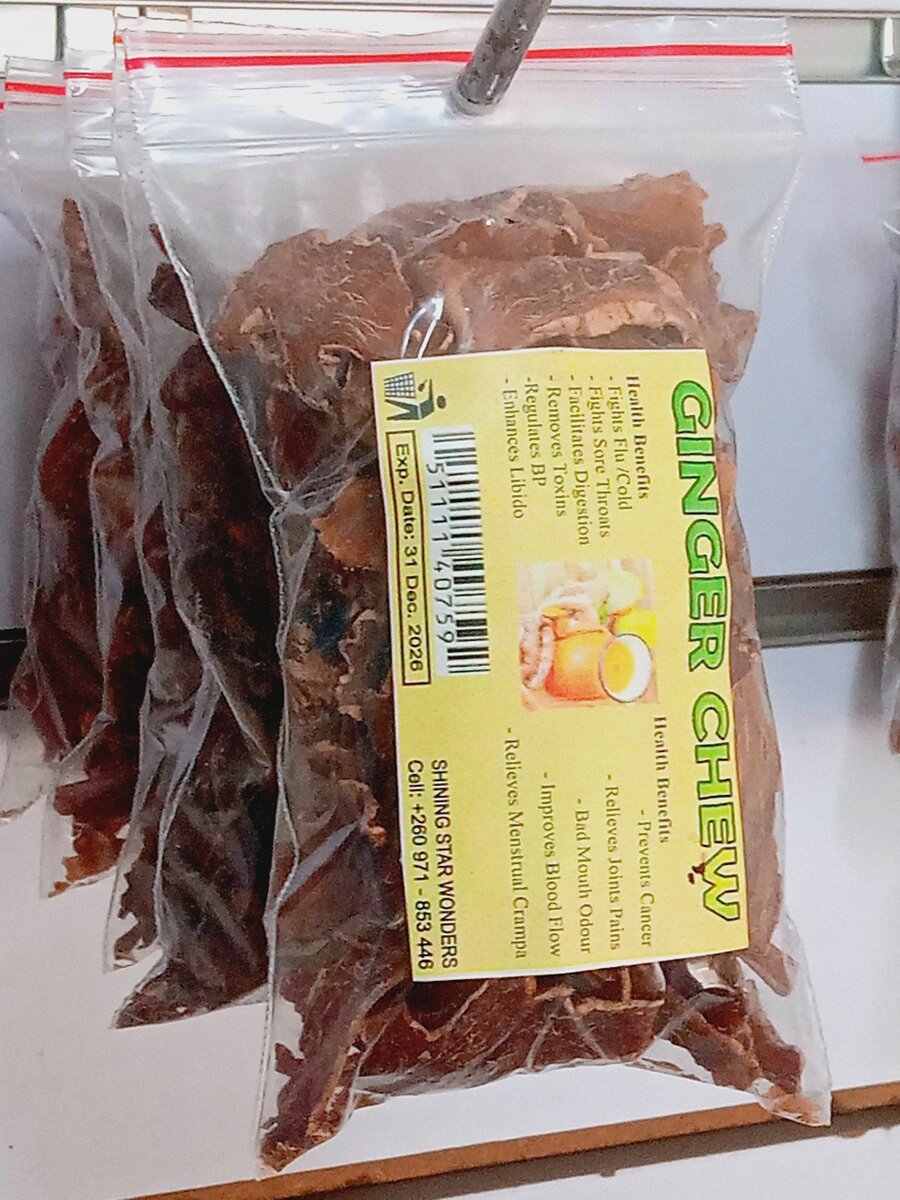 GINGER CHEW
Health Benefits
- Fights Flu /Cold
- Fights Sore Throats
- Facilitates Digestion
- Removes Toxins
-Regulates BP
- Enhances Libido
Health Benefits
- Prevents Cancer
- Relieves Joints Pains
- Bad Mouth Odour
- Improves Blood Flow
- Relieves Menstrual Crampa
5111140759
Exp. Date: 31 Dec. 2026
SHINING STAR WONDERS
Cell: +260 971 - 853 446